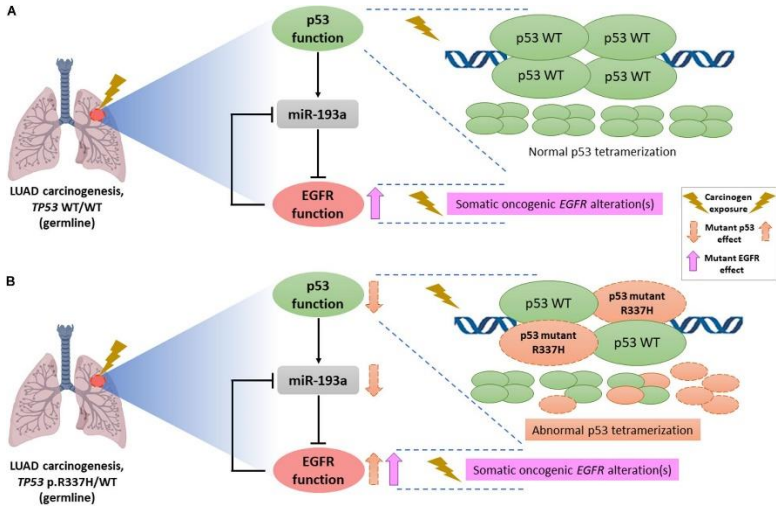 A
p53
function
miR-193a
EGFR
function
LUAD carcinogenesis,
TP53 WT/WT
(germline)
p53 WT
p53 WT
p53 WT
p53 WT
Normal p53 tetramerization
Somatic oncogenic EGFR alteration(s)
Carcinogen
exposure
Mutant p53
effect
Mutant EGFR
effect
B
p53
function
miR-193a
EGFR
function
LUAD carcinogenesis,
TP53 p.R337H/WT
(germline)
p53 WT
p53 mutant
R337H
p53 mutant
R337H
p53 WT
Abnormal p53 tetramerization
Somatic oncogenic EGFR alteration(s)